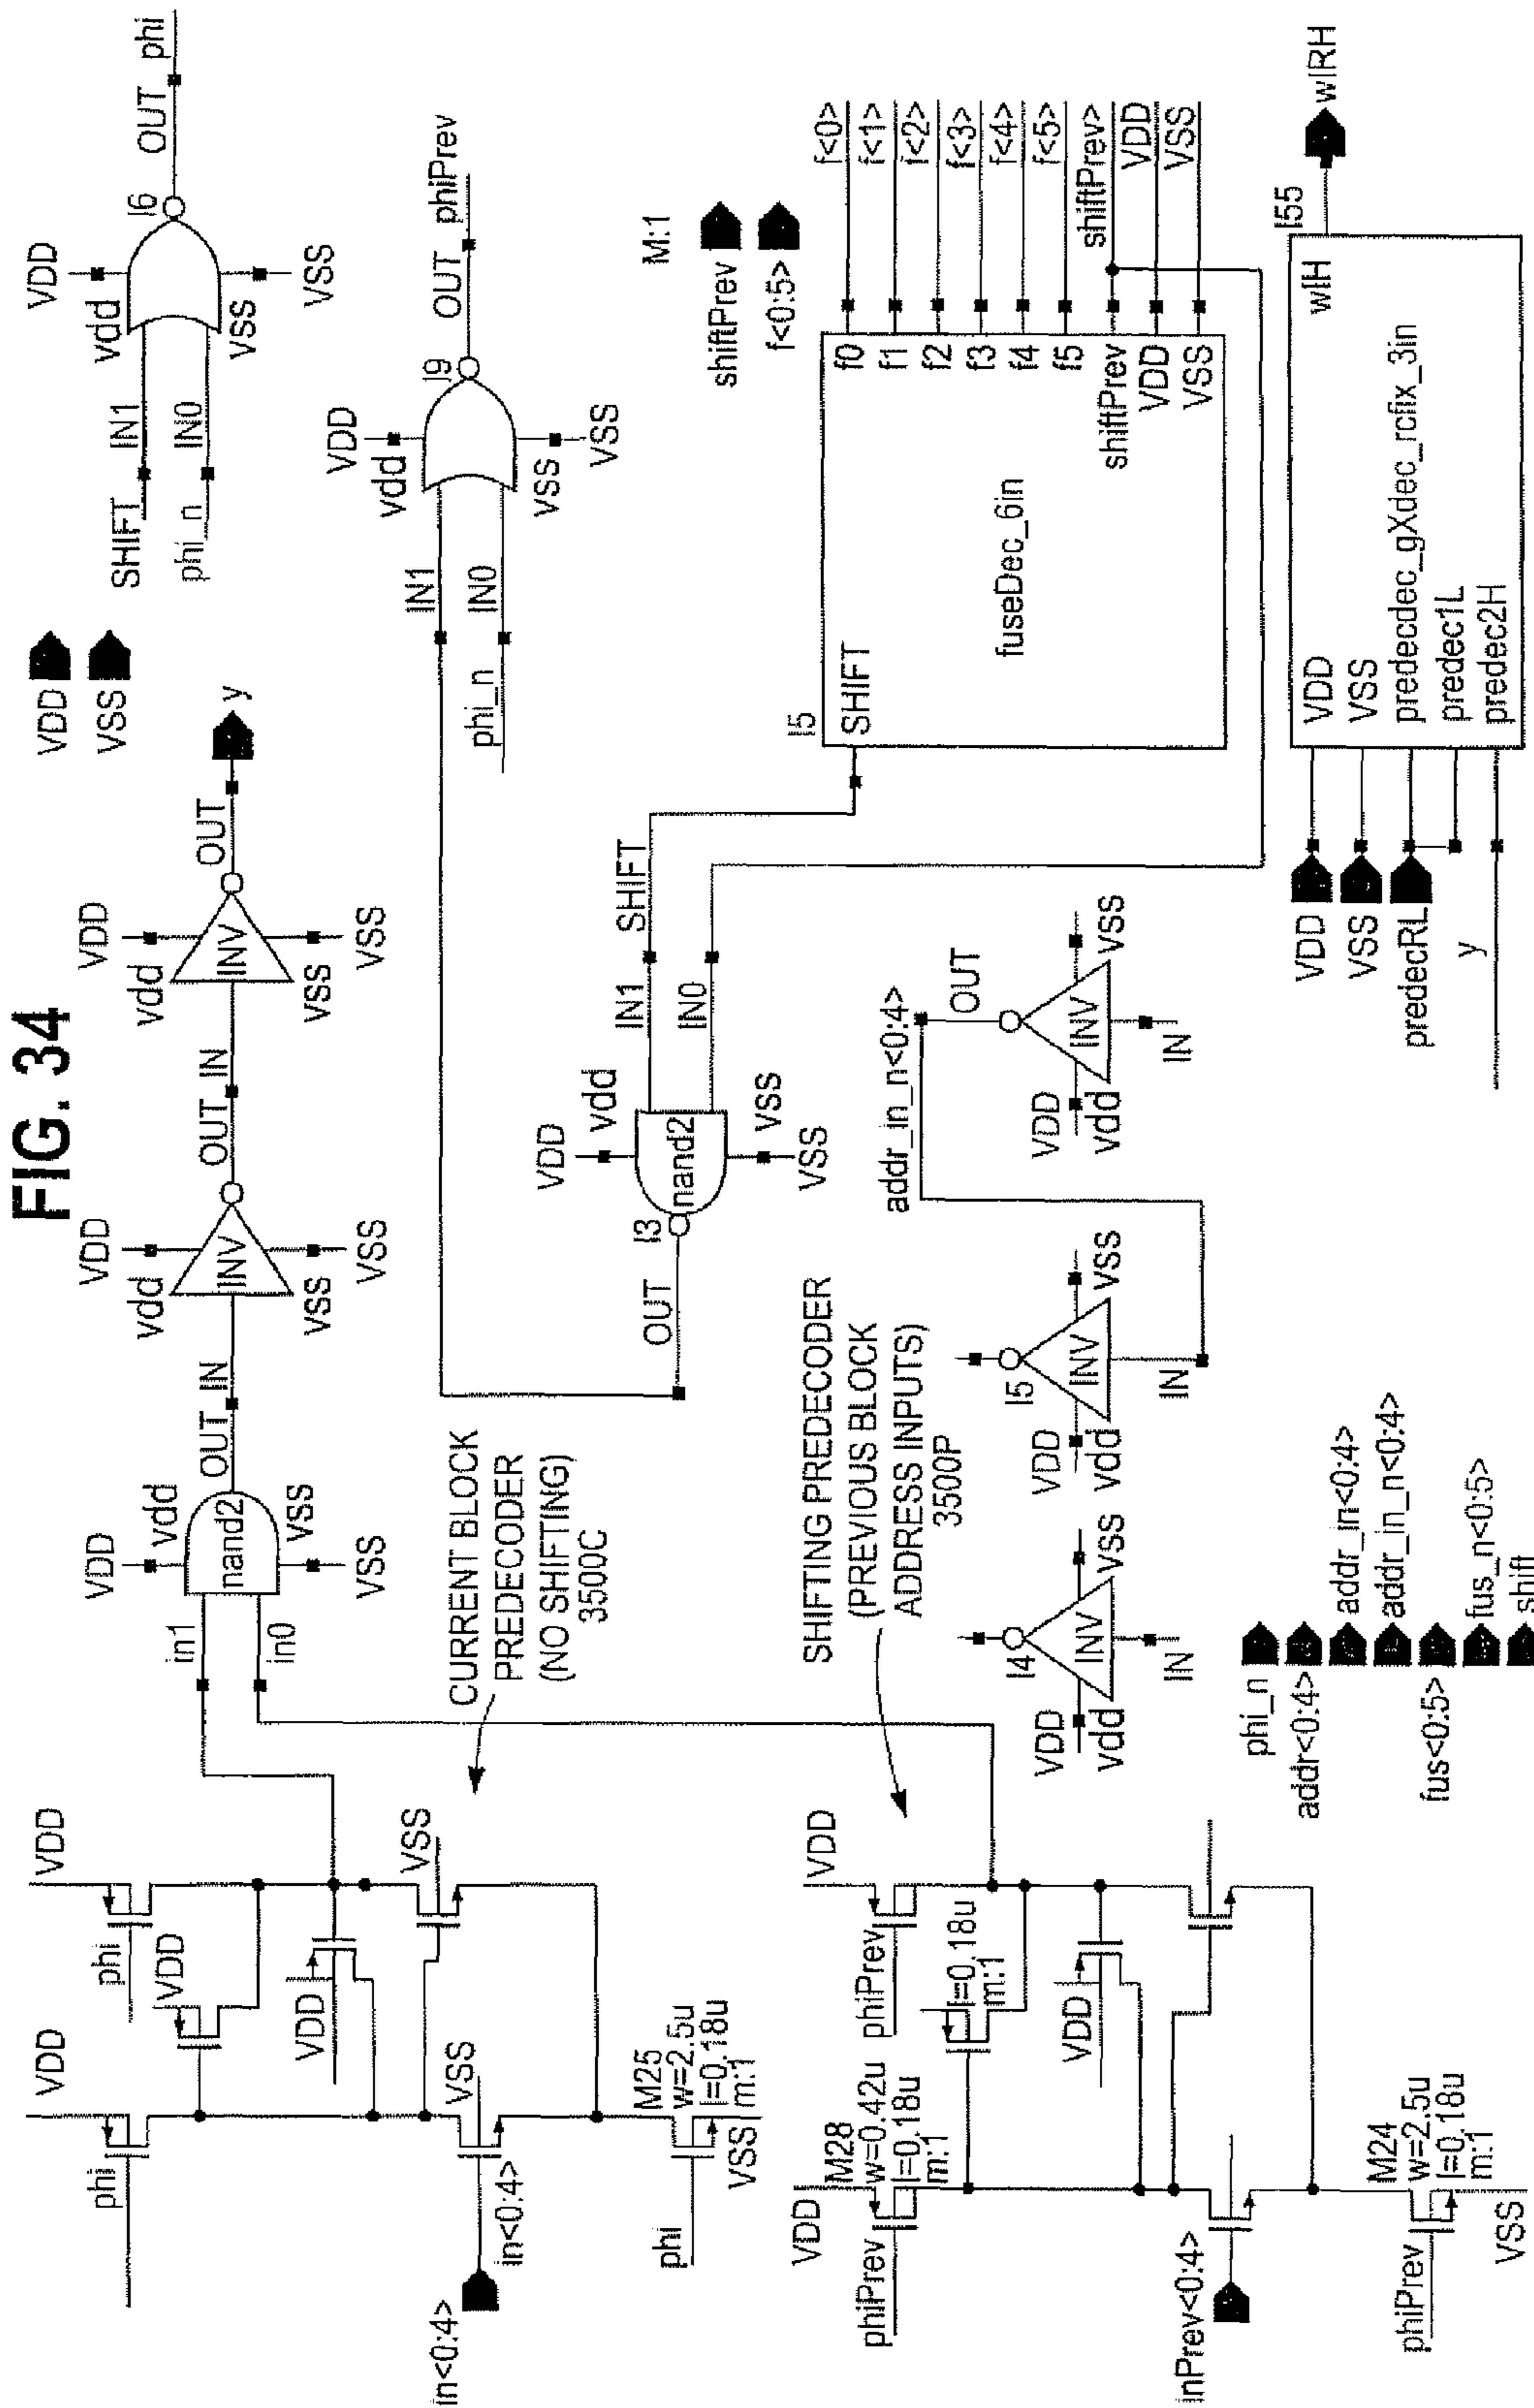 FIG. 34
VDD
VDD
phi
phi
VDD
VDD
VSS
in<0:4>
in<0:4>
VSS
M25
w=2.5u
l=0.18u
m:1
phi
VSS
in1
in0
VDD
vdd
nand2
VSS
VSS
OUT
IN
VDD
vdd
INV
VSS
VSS
OUT
IN
VDD
vdd
INV
VSS
VSS
OUT
y
VDD
VSS
SHIFT
IN1
phi_n
IN0
VDD
vdd
I6
VSS
VSS
OUT
phi
CURRENT BLOCK
PREDECODER
(NO SHIFTING)
3500C
IN1
phi_n
IN0
VDD
vdd
I9
VSS
VSS
OUT
phiPrev
OUT
I3
nand2
VDD
vdd
VSS
VSS
IN1
SHIFT
IN0
M:1
shiftPrev
f<0:5>
I5
SHIFT
fuseDec_6in
f0
f1
f2
f3
f4
f5
shiftPrev
VDD
VSS
f<0>
f<1>
f<2>
f<3>
f<4>
f<5>
shiftPrev>
VDD
VSS
SHIFTING PREDECODER
(PREVIOUS BLOCK
ADDRESS INPUTS)
3500P
VDD
M28
w=0.42u
l=0.18u
m:1
phiPrev
phiPrev
VDD
l=0.18u
m:1
VDD
inPrev<0:4>
M24
w=2.5u
l=0.18u
m:1
phiPrev
VSS
VDD
vdd
I4
INV
VSS
IN
VDD
vdd
I5
INV
VSS
IN
addr_in_n<0:4>
OUT
VDD
vdd
INV
VSS
IN
phi_n
addr<0:4>
addr_in<0:4>
addr_in_n<0:4>
fus<0:5>
fus_n<0:5>
shift
VDD
VSS
predecRL
y
VDD
VSS
predecdec_gXdec_rcfix_3in
predec1L
predec2H
wlH
I55
wlRH